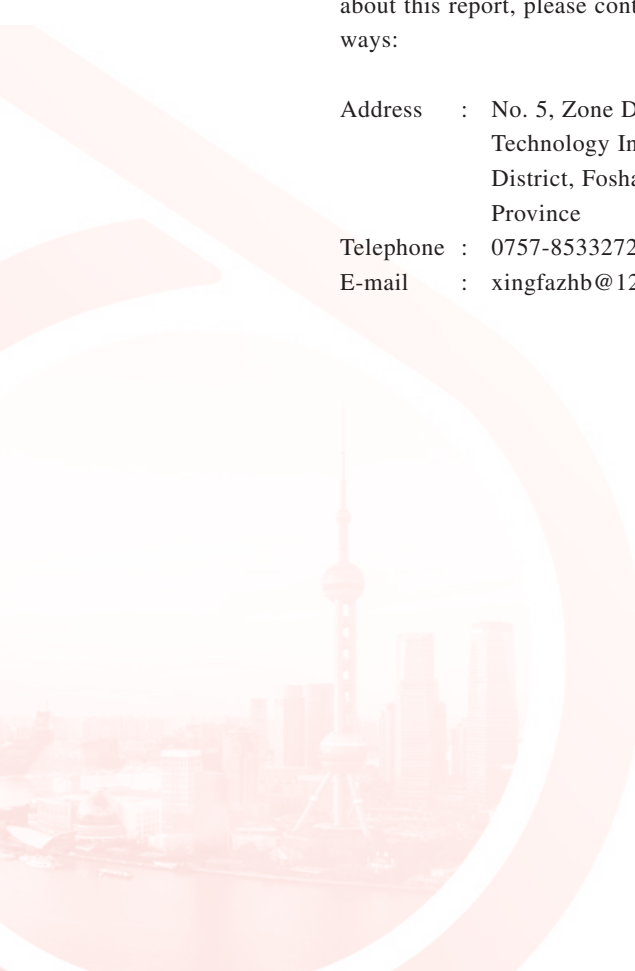 about this report, please cont
ways:
Address : No. 5, Zone D
Technology In
District, Fosha
Province
Telephone : 0757-8533272
E-mail : xingfazhb@12